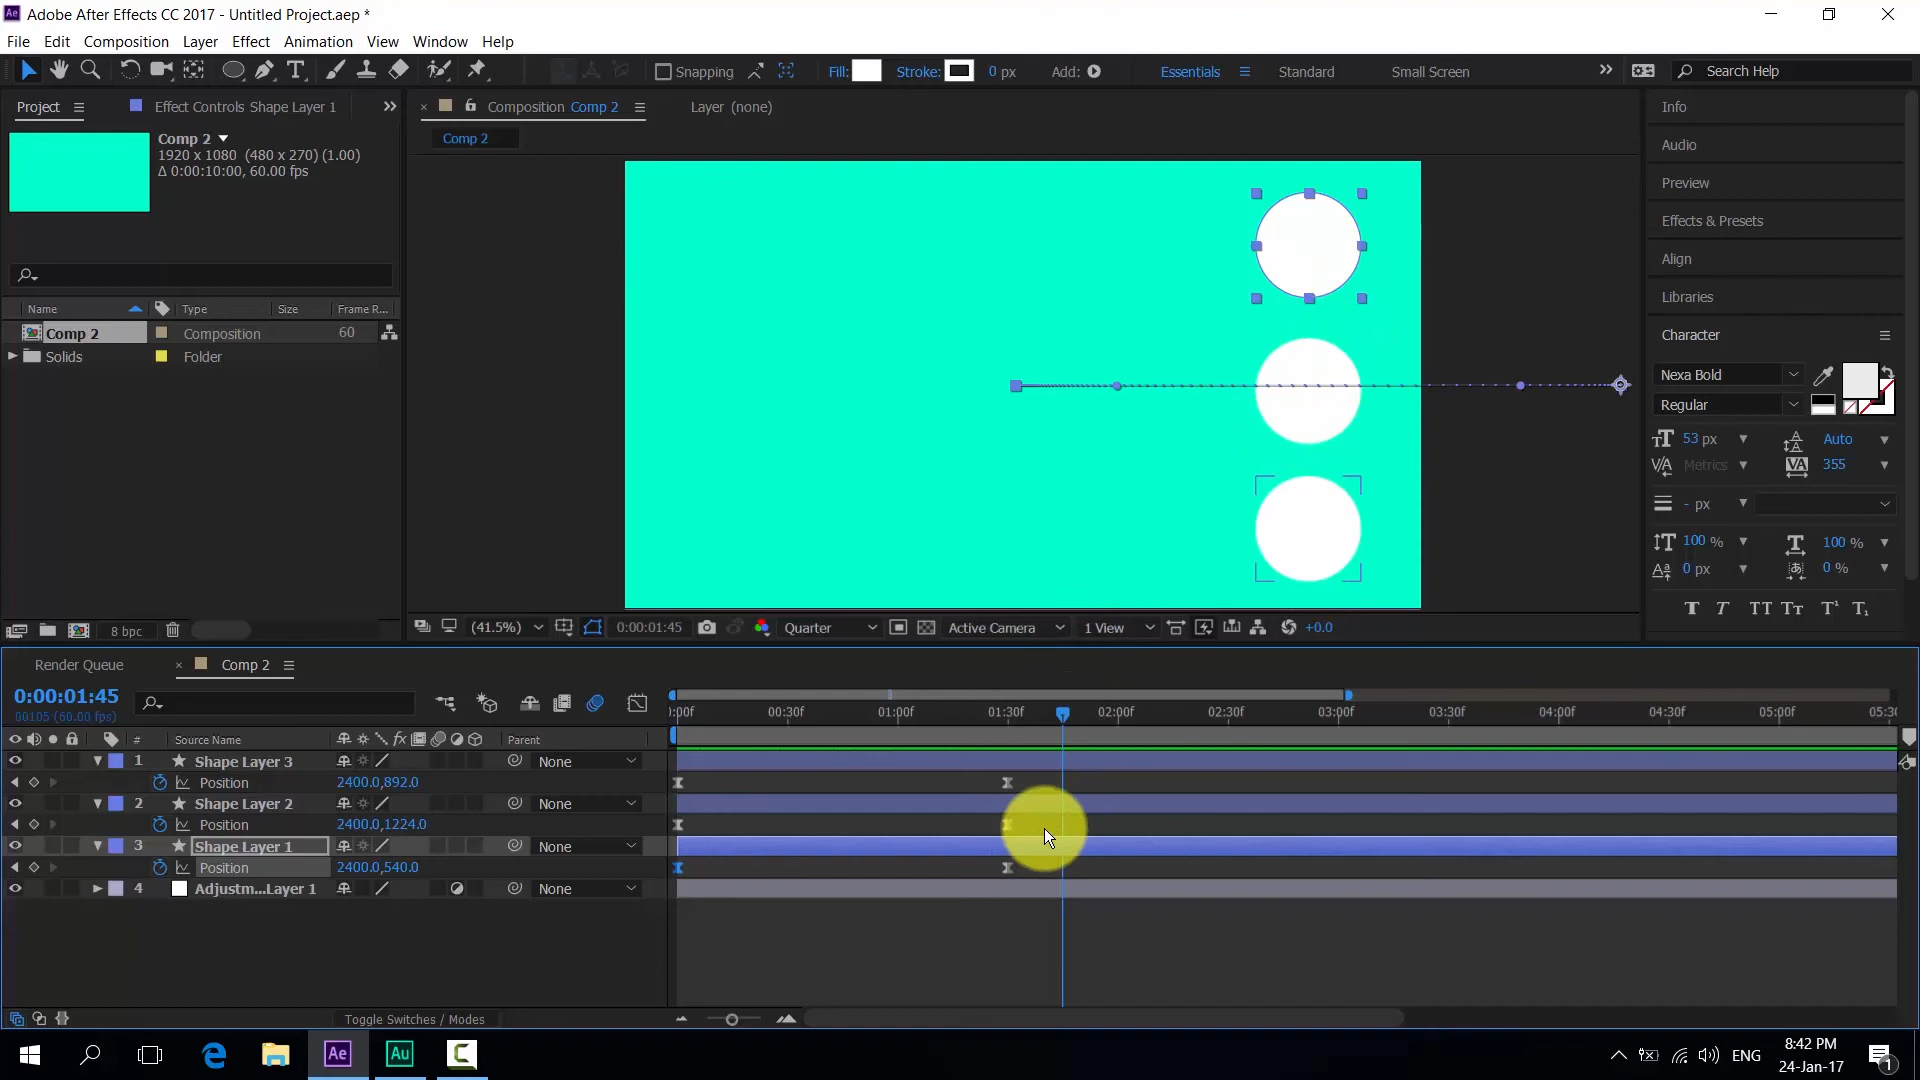 Adobe After Effects CC 2017 - Untitled Project.aep *
File Edit Composition Layer Effect Animation View Window Help
Snapping Fill: Stroke: 0 px Add: Essentials Standard Small Screen Search Help
Project Effect Controls Shape Layer 1 Composition Comp 2 Layer (none) Info
Comp 2
1920 x 1080 (480 x 270) (1.00)
Δ 0:00:10:00, 60.00 fps
Comp 2
Audio
Preview
Effects & Presets
Align
Libraries
Character
Name Type Size Frame R...
Comp 2 Composition 60
Solids Folder
Nexa Bold
Regular
53 px Auto
Metrics 355
- px
100 % 100 %
0 px 0 %
T T TT Tт T¹ T₁
8 bpc (41.5%) 0:00:01:45 Quarter Active Camera 1 View +0.0
Render Queue Comp 2
0:00:01:45
00105 (60.00 fps)
):00f 00:30f 01:00f 01:30f 02:00f 02:30f 03:00f 03:30f 04:00f 04:30f 05:00f 05:30
# Source Name Parent
1 Shape Layer 3 None
Position 2400.0,892.0
2 Shape Layer 2 None
Position 2400.0,1224.0
3 Shape Layer 1 None
Position 2400.0,540.0
4 Adjustm...Layer 1 None
Toggle Switches / Modes
Ae Au C ENG 8:42 PM
24-Jan-17 1